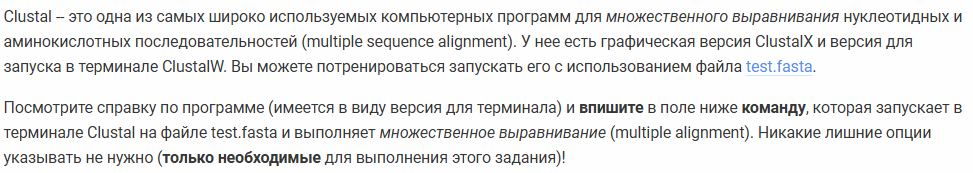 Clustal – это одна из самых широко используемых компьютерных программ для множественного выравнивания нуклеотидных и
аминокислотных последовательностей (multiple sequence alignment). У нее есть графическая версия ClustalX и версия для
запуска в терминале ClustalW. Вы можете потренироваться запускать его с использованием файла test.fasta.
Посмотрите справку по программе (имеется в виду версия для терминала) и впишите в поле ниже команду, которая запускает в
терминале Clustal на файле test.fasta и выполняет множественное выравнивание (multiple alignment). Никакие лишние опции
указывать не нужно (только необходимые для выполнения этого задания)!